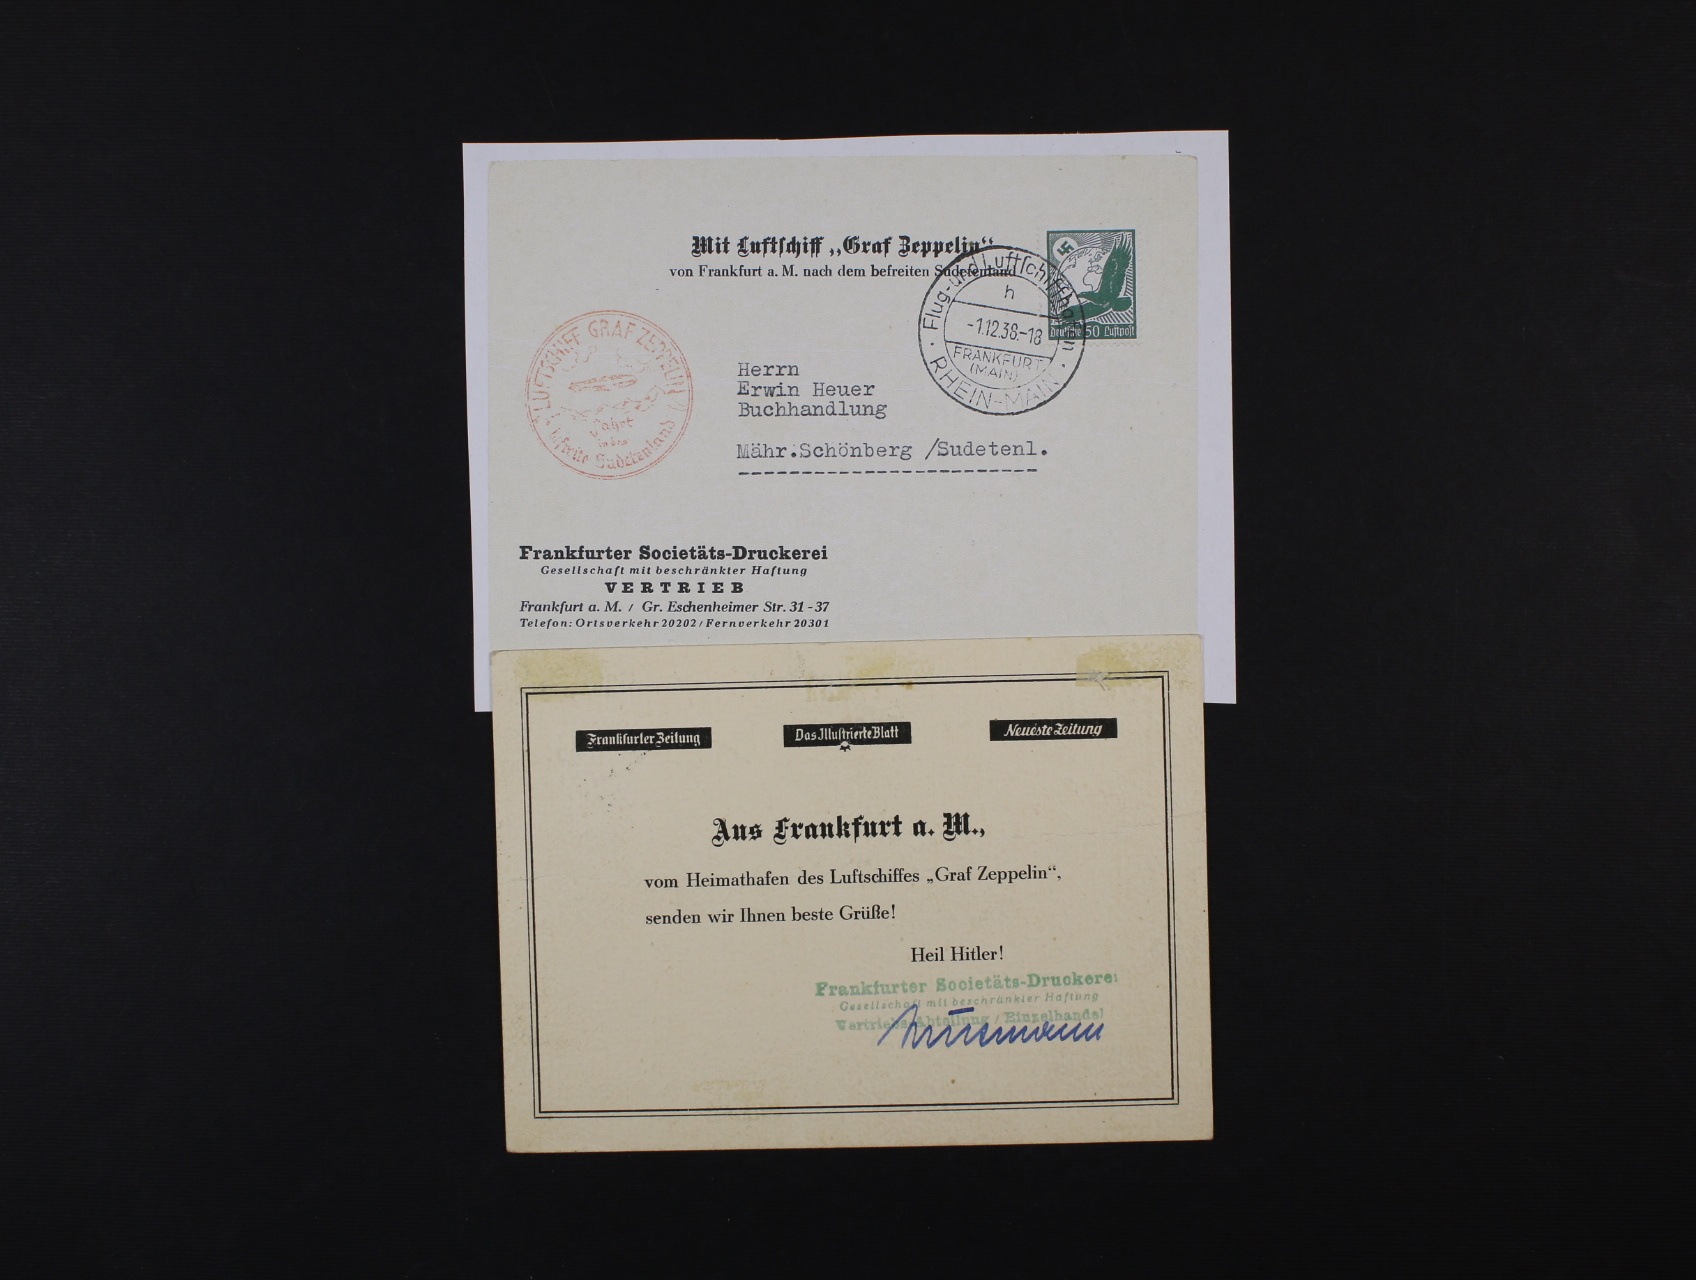 Mit Luftschiff „Graf Zeppelin“
von Frankfurt a. M. nach dem befreiten Sudetenland
Flug- und Luftschiffhafen
h
-1.12.38.-18
FRANKFURT
(MAIN)
RHEIN-MAIN
Deutsche 50 Luftpost
LUFTSCHIFF GRAF ZEPPELIN
Fahrt
in das
befreite Sudetenland
Herrn
Erwin Heuer
Buchhandlung
Mähr.Schönberg /Sudetenl.
Frankfurter Societäts-Druckerei
Gesellschaft mit beschränkter Haftung
VERTRIEB
Frankfurt a. M. / Gr. Eschenheimer Str. 31-37
Telefon: Ortsverkehr 20202 / Fernverkehr 20301
Frankfurter Zeitung
Das Illustrierte Blatt
Neueste Zeitung
Aus Frankfurt a. M.,
vom Heimathafen des Luftschiffes „Graf Zeppelin“,
senden wir Ihnen beste Grüße!
Heil Hitler!
Frankfurter Societäts-Druckerei
Gesellschaft mit beschränkter Haftung
Vertriebs-Abteilung / Einzelhandel